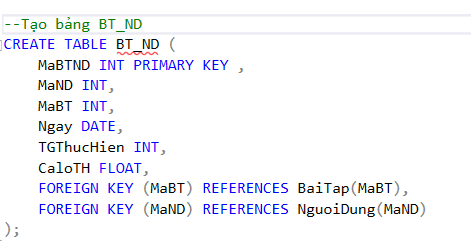 --Tạo bảng BT_ND
CREATE TABLE BT_ND (
    MaBTND INT PRIMARY KEY ,
    MaND INT,
    MaBT INT,
    Ngay DATE,
    TGThucHien INT,
    CaloTH FLOAT,
    FOREIGN KEY (MaBT) REFERENCES BaiTap(MaBT),
    FOREIGN KEY (MaND) REFERENCES NguoiDung(MaND)
);